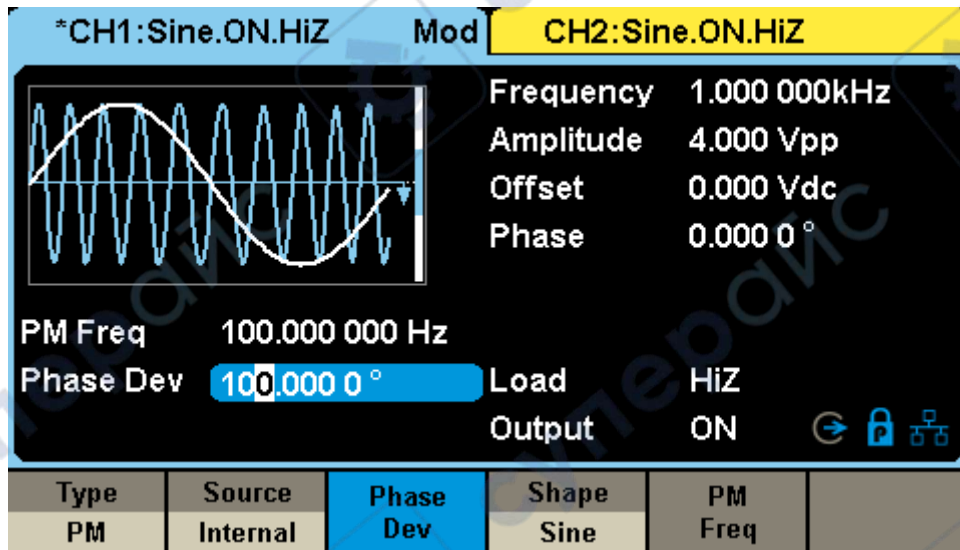 *CH1:Sine.ON.HiZ Mod CH2:Sine.ON.HiZ
Frequency 1.000 000kHz
Amplitude 4.000 Vpp
Offset 0.000 Vdc
Phase 0.000 0 °
PM Freq 100.000 000 Hz
Phase Dev 100.000 0 ° Load HiZ
Output ON
P
Type Source Phase Dev Shape PM Freq
PM Internal Sine
суперайс